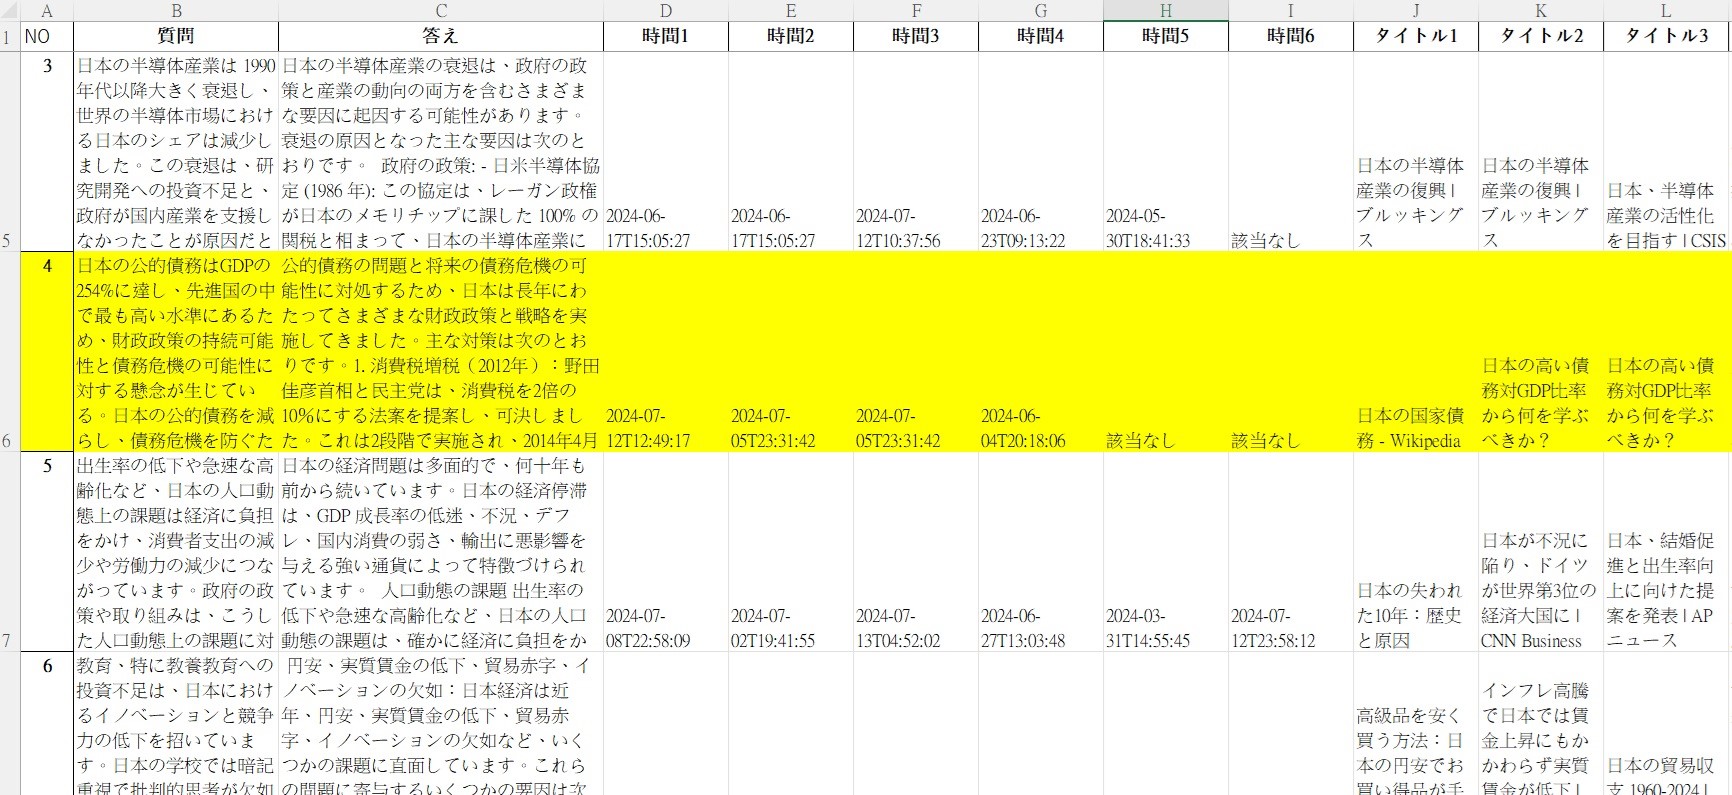 A B C D E F G H I J K L
1 NO 質問 答え 時間1 時間2 時間3 時間4 時間5 時間6 タイトル1 タイトル2 タイトル3
5
3
日本の半導体産業は 1990
年代以降大きく衰退し、
世界の半導体市場におけ
る日本のシェアは減少し
ました。この衰退は、研
究開発への投資不足と、
政府が国内産業を支援し
なかったことが原因だと
日本の半導体産業の衰退は、政府の政
策と産業の動向の両方を含むさまざま
な要因に起因する可能性があります。
衰退の原因となった主な要因は次のと
おりです。 政府の政策: - 日米半導体協
定 (1986 年): この協定は、レーガン政権
が日本のメモリチップに課した 100% の
関税と相まって、日本の半導体産業に
2024-06-
17T15:05:27
2024-06-
17T15:05:27
2024-07-
12T10:37:56
2024-06-
23T09:13:22
2024-05-
30T18:41:33
該当なし
日本の半導体
産業の復興 |
ブルッキング
ス
日本の半導体
産業の復興 |
ブルッキング
ス
日本、半導体
産業の活性化
を目指す | CSIS
6
4
日本の公的債務はGDPの
254%に達し、先進国の中
で最も高い水準にあるた
め、財政政策の持続可能
性と債務危機の可能性に
対する懸念が生じてい
る。日本の公的債務を減
らし、債務危機を防ぐた
公的債務の問題と将来の債務危機の可
能性に対処するため、日本は長年にわ
たってさまざまな財政政策と戦略を実
施してきました。主な対策は次のとお
りです。1. 消費税増税（2012年）：野田
佳彦首相と民主党は、消費税を2倍の
10%にする法案を提案し、可決しまし
た。これは2段階で実施され、2014年4月
2024-07-
12T12:49:17
2024-07-
05T23:31:42
2024-07-
05T23:31:42
2024-06-
04T20:18:06
該当なし
該当なし
日本の国家債
務 - Wikipedia
日本の高い債
務対GDP比率
から何を学ぶ
べきか？
日本の高い債
務対GDP比率
から何を学ぶ
べきか？
7
5
出生率の低下や急速な高
齢化など、日本の人口動
態上の課題は経済に負担
をかけ、消費者支出の減
少や労働力の減少につな
がっています。政府の政
策や取り組みは、こうし
た人口動態上の課題に対
日本の経済問題は多面的で、何十年も
前から続いています。日本の経済停滞
は、GDP 成長率の低迷、不況、デフ
レ、国内消費の弱さ、輸出に悪影響を
与える強い通貨によって特徴づけられ
ています。 人口動態の課題 出生率の
低下や急速な高齢化など、日本の人口
動態の課題は、確かに経済に負担をか
2024-07-
08T22:58:09
2024-07-
02T19:41:55
2024-07-
13T04:52:02
2024-06-
27T13:03:48
2024-03-
31T14:55:45
2024-07-
12T23:58:12
日本の失われ
た10年：歴史
と原因
日本が不況に
陥り、ドイツ
が世界第3位の
経済大国に |
CNN Business
日本、結婚促
進と出生率向
上に向けた提
案を発表 | AP
ニュース
6
教育、特に教養教育への
投資不足は、日本におけ
るイノベーションと競争
力の低下を招いていま
す。日本の学校では暗記
重視で批判的思考が欠如
円安、実質賃金の低下、貿易赤字、イ
ノベーションの欠如：日本経済は近
年、円安、実質賃金の低下、貿易赤
字、イノベーションの欠如など、いく
つかの課題に直面しています。これら
の問題に寄与するいくつかの要因は次
高級品を安く
買う方法：日
本の円安でお
買い得品が手
インフレ高騰
で日本では賃
金上昇にもか
かわらず実質
賃金が低下 |
日本の貿易収
支 1960-2024 |